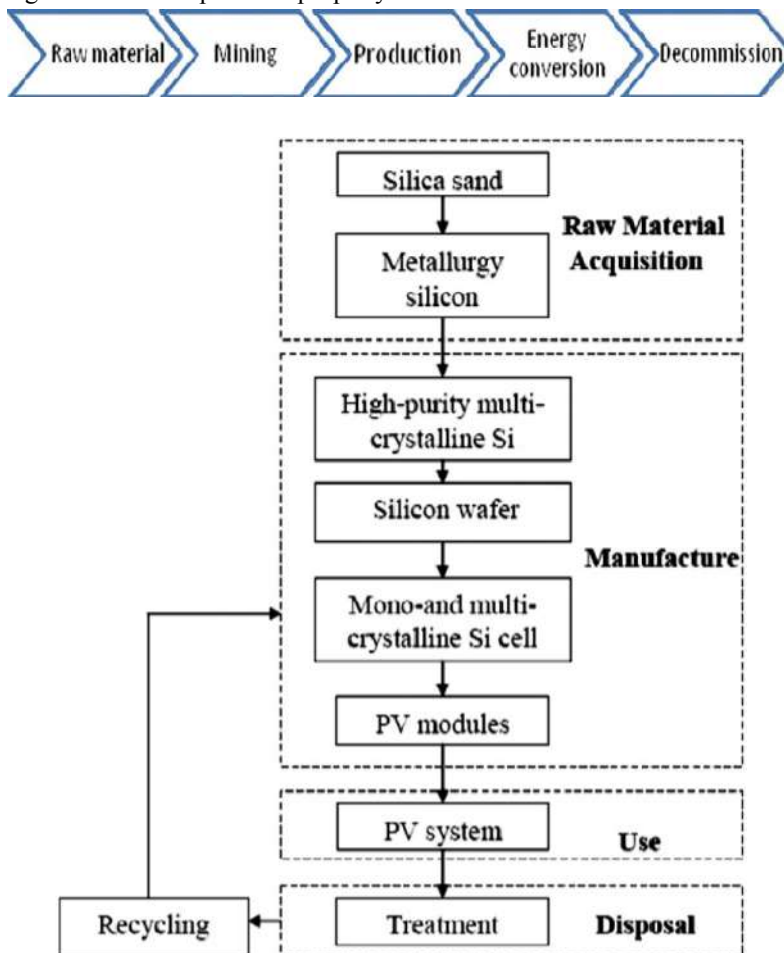 Raw material
Mining
Production
Energy
conversion
Decommission
Silica sand
Metallurgy
silicon
Raw Material
Acquisition
High-purity multi-
crystalline Si
Silicon wafer
Manufacture
Mono-and multi-
crystalline Si cell
PV modules
PV system
Use
Recycling
Treatment
Disposal